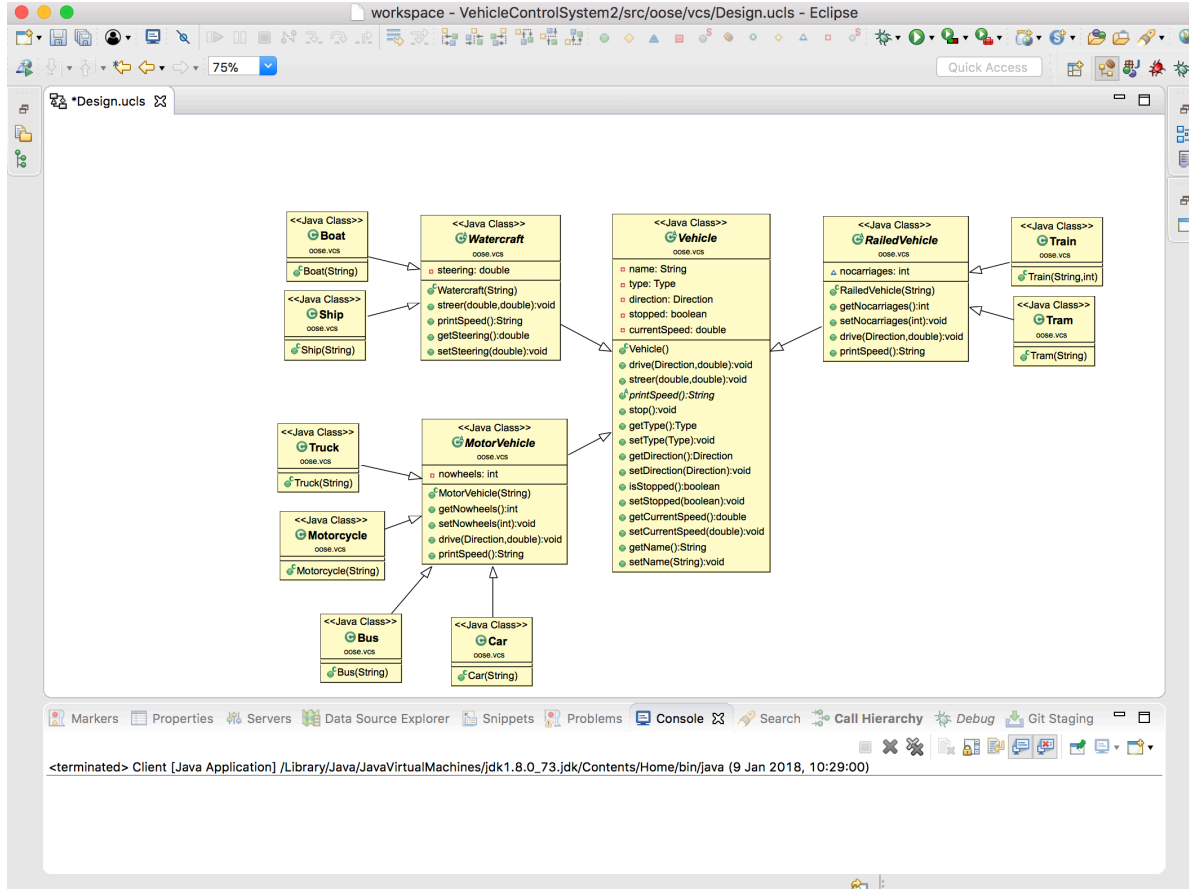 workspace - VehicleControlSystem2/src/oose/vcs/Design.ucls - Eclipse
75%
Quick Access
*Design.ucls
<<Java Class>>
Boat
oose.vcs
Boat(String)
<<Java Class>>
Ship
oose.vcs
Ship(String)
<<Java Class>>
Watercraft
oose.vcs
steering: double
Watercraft(String)
streer(double,double):void
printSpeed():String
getSteering():double
setSteering(double):void
<<Java Class>>
Vehicle
oose.vcs
name: String
type: Type
direction: Direction
stopped: boolean
currentSpeed: double
Vehicle()
drive(Direction,double):void
streer(double,double):void
printSpeed():String
stop():void
getType():Type
setType(Type):void
getDirection():Direction
setDirection(Direction):void
isStopped():boolean
setStopped(boolean):void
getCurrentSpeed():double
setCurrentSpeed(double):void
getName():String
setName(String):void
<<Java Class>>
RailedVehicle
oose.vcs
nocarriages: int
RailedVehicle(String)
getNocarriages():int
setNocarriages(int):void
drive(Direction,double):void
printSpeed():String
<<Java Class>>
Train
oose.vcs
Train(String,int)
<<Java Class>>
Tram
oose.vcs
Tram(String)
<<Java Class>>
Truck
oose.vcs
Truck(String)
<<Java Class>>
Motorcycle
oose.vcs
Motorcycle(String)
<<Java Class>>
MotorVehicle
oose.vcs
nowheels: int
MotorVehicle(String)
getNowheels():int
setNowheels(int):void
drive(Direction,double):void
printSpeed():String
<<Java Class>>
Bus
oose.vcs
Bus(String)
<<Java Class>>
Car
oose.vcs
Car(String)
Markers Properties Servers Data Source Explorer Snippets Problems Console Search Call Hierarchy Debug Git Staging
<terminated> Client [Java Application] /Library/Java/JavaVirtualMachines/jdk1.8.0_73.jdk/Contents/Home/bin/java (9 Jan 2018, 10:29:00)